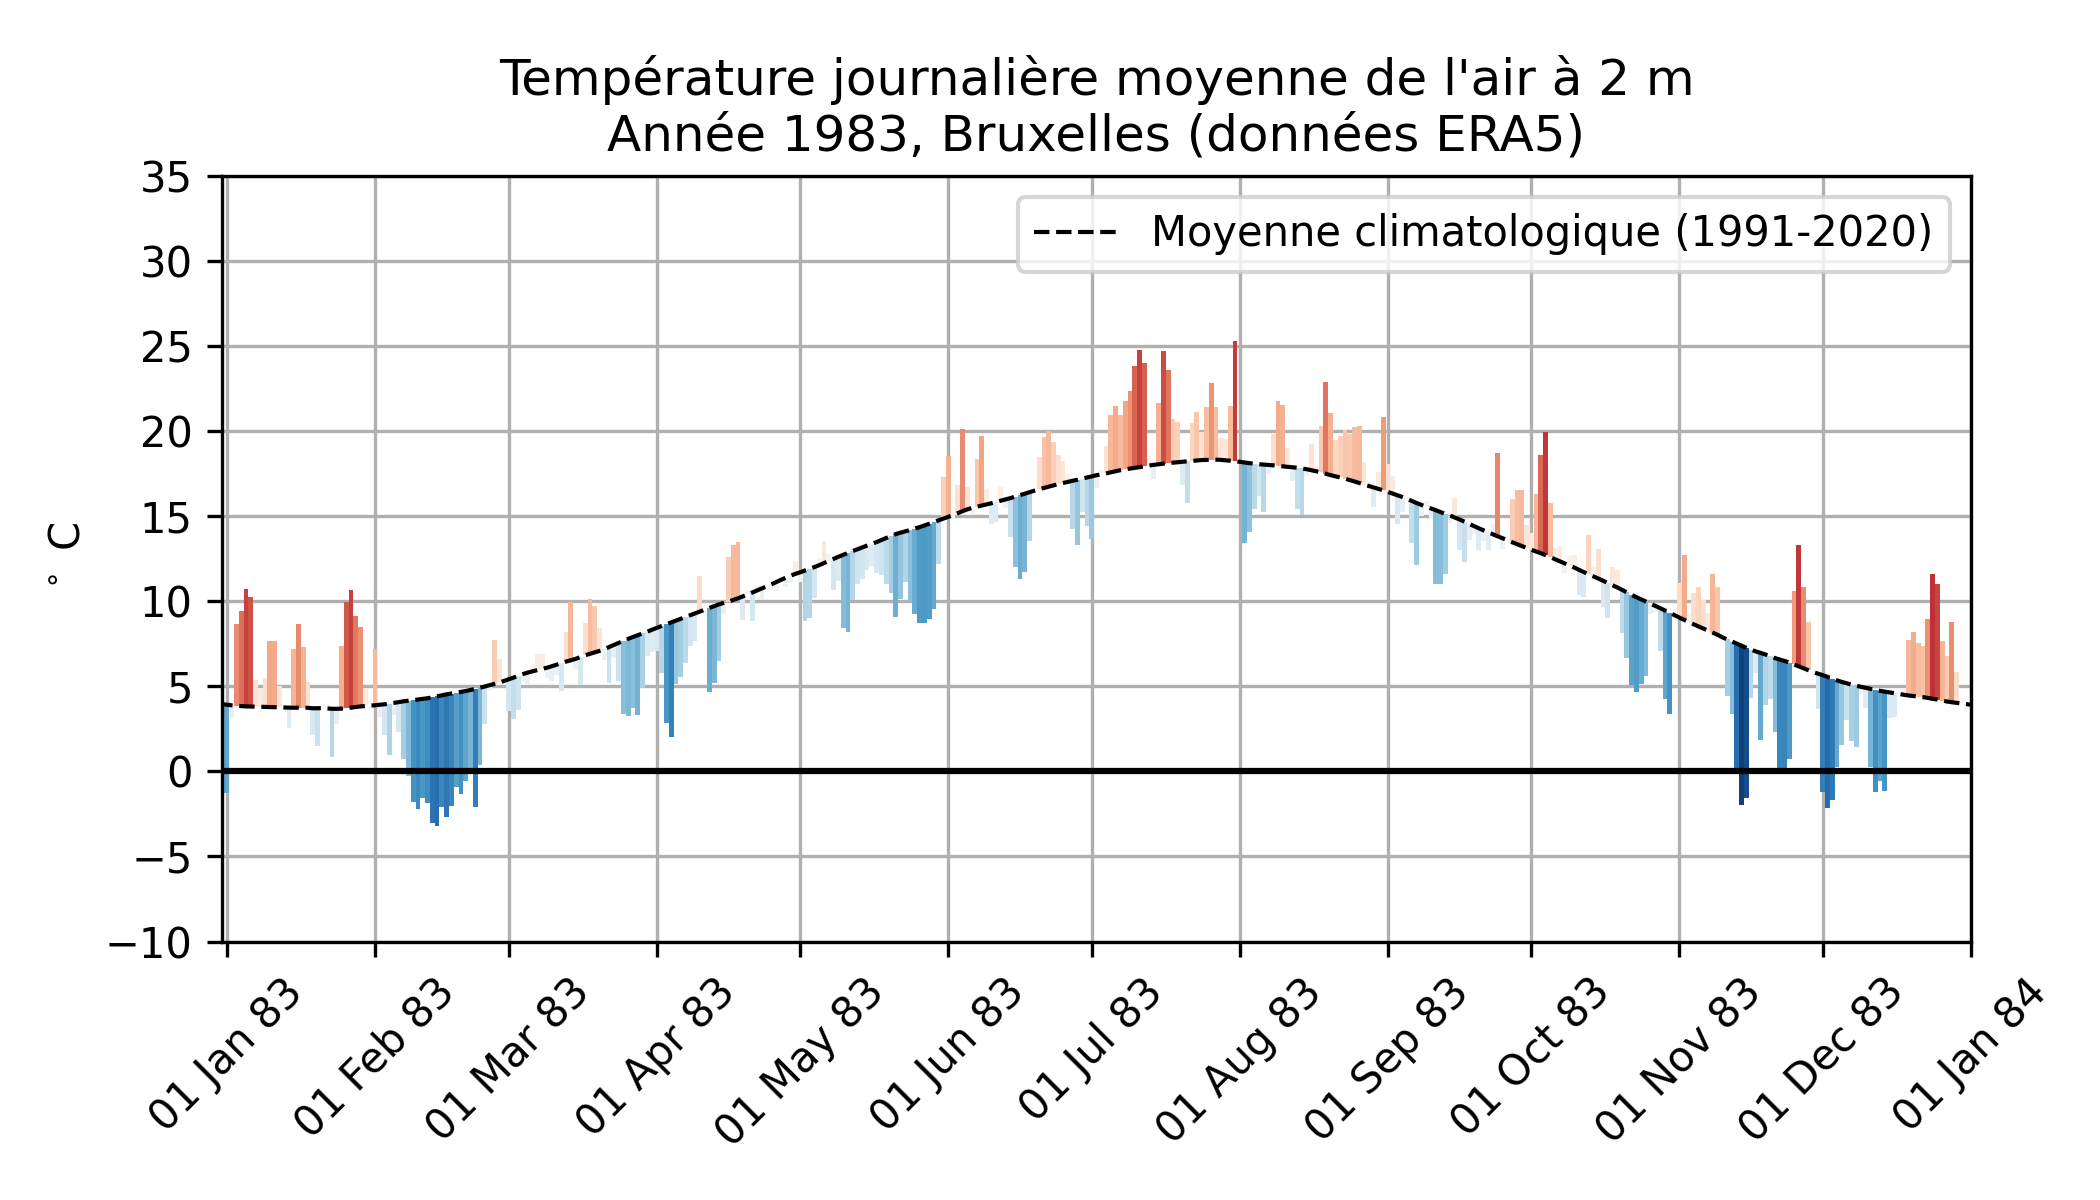 Température journalière moyenne de l'air à 2 m
Année 1983, Bruxelles (données ERA5)
Moyenne climatologique (1991-2020)
° C
35
30
25
20
15
10
5
0
−5
−10
01 Jan 83
01 Feb 83
01 Mar 83
01 Apr 83
01 May 83
01 Jun 83
01 Jul 83
01 Aug 83
01 Sep 83
01 Oct 83
01 Nov 83
01 Dec 83
01 Jan 84